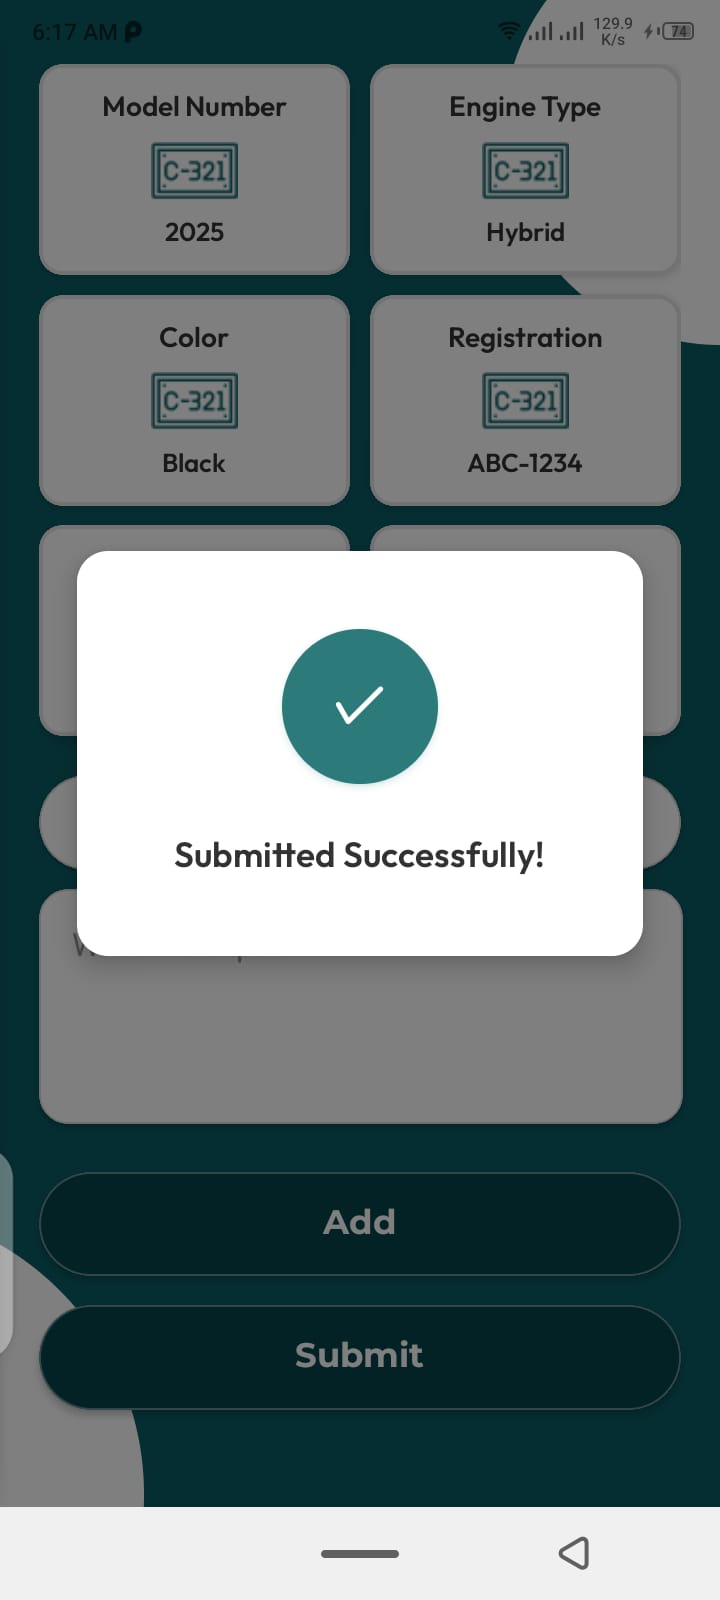 6:17 AM
129.9
K/s
74
Model Number
C-321
2025
Engine Type
C-321
Hybrid
Color
C-321
Black
Registration
C-321
ABC-1234
Submitted Successfully!
Add
Submit